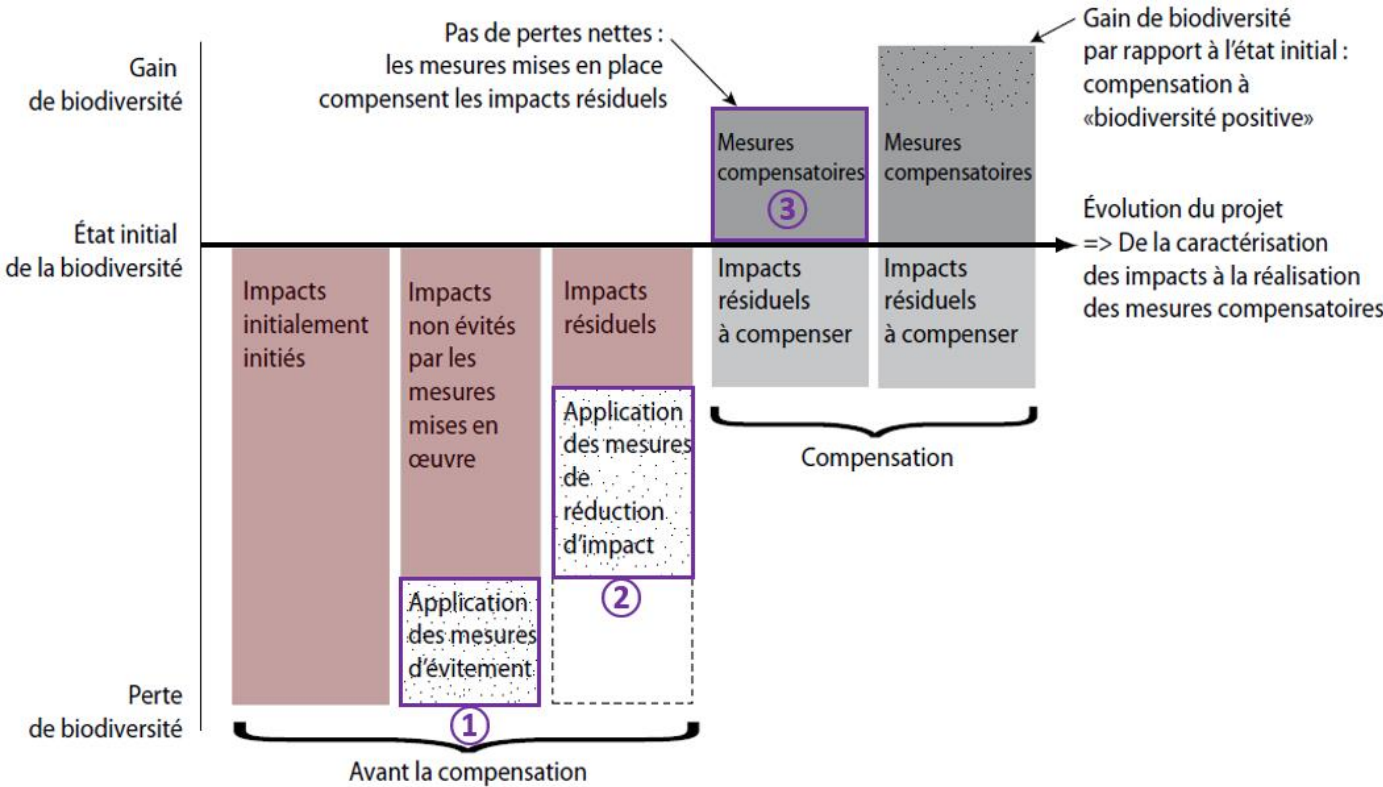 Gain
de biodiversité
Pas de pertes nettes :
les mesures mises en place
compensent les impacts résiduels
Gain de biodiversité
par rapport à l'état initial :
compensation à
«biodiversité positive»
Mesures
compensatoires
③
Mesures
compensatoires
État initial
de la biodiversité
Évolution du projet
=> De la caractérisation
des impacts à la réalisation
des mesures compensatoires
Impacts
initialement
initiés
Impacts
non évités
par les
mesures
mises en
œuvre
Impacts
résiduels
Impacts
résiduels
à compenser
Impacts
résiduels
à compenser
Application
des mesures
de
réduction
d'impact
②
Application
des mesures
d'évitement
①
Compensation
Perte
de biodiversité
Avant la compensation